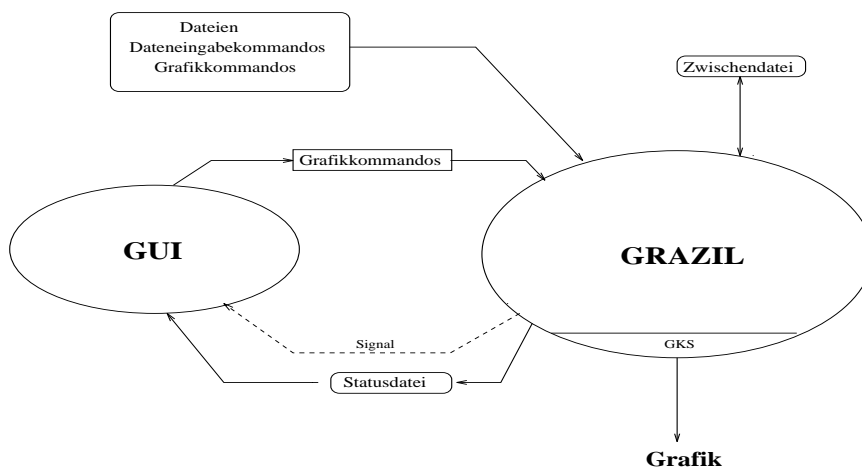 Dateien
Dateneingabekommandos
Grafikkommandos
Zwischendatei
Grafikkommandos
GUI
GRAZIL
Signal
GKS
Statusdatei
Grafik